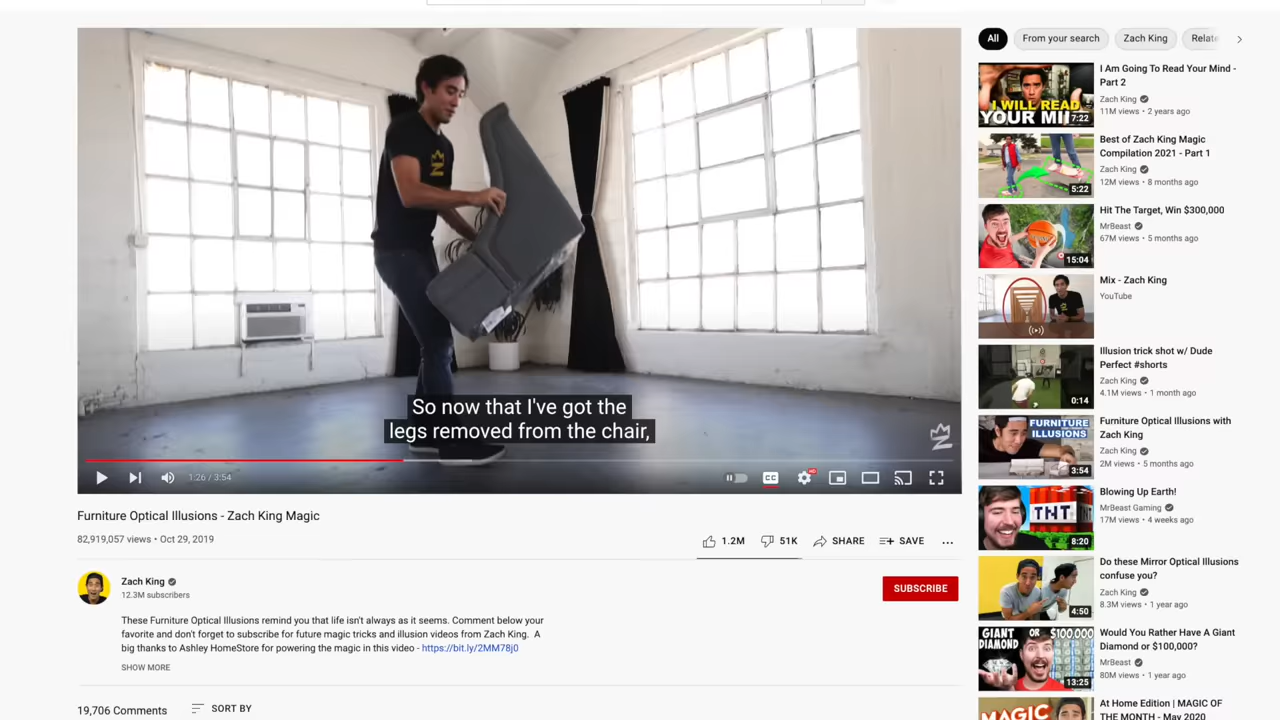 So now that I've got the
legs removed from the chair,
1:26 / 3:54
CC
HD
Furniture Optical Illusions - Zach King Magic
82,919,057 views • Oct 29, 2019
1.2M
51K
SHARE
SAVE
Zach King
12.3M subscribers
SUBSCRIBE
These Furniture Optical Illusions remind you that life isn't always as it seems. Comment below your
favorite and don't forget to subscribe for future magic tricks and illusion videos from Zach King. A
big thanks to Ashley HomeStore for powering the magic in this video - https://bit.ly/2MM78j0
SHOW MORE
19,706 Comments
SORT BY
All
From your search
Zach King
Relate
I WILL READ
YOUR MI
7:22
I Am Going To Read Your Mind -
Part 2
Zach King
11M views • 2 years ago
5:22
Best of Zach King Magic
Compilation 2021 - Part 1
Zach King
12M views • 8 months ago
15:04
Hit The Target, Win $300,000
MrBeast
67M views • 5 months ago
Mix - Zach King
YouTube
0:14
Illusion trick shot w/ Dude
Perfect #shorts
Zach King
4.1M views • 1 month ago
FURNITURE
ILLUSIONS
3:54
Furniture Optical Illusions with
Zach King
Zach King
2M views • 5 months ago
TNT
8:20
Blowing Up Earth!
MrBeast Gaming
17M views • 4 weeks ago
4:50
Do these Mirror Optical Illusions
confuse you?
Zach King
8.3M views • 1 year ago
GIANT
DIAMOND
OR
$100,000
13:25
Would You Rather Have A Giant
Diamond or $100,000?
MrBeast
80M views • 1 year ago
MAGIC
At Home Edition | MAGIC OF
THE MONTH - May 2020